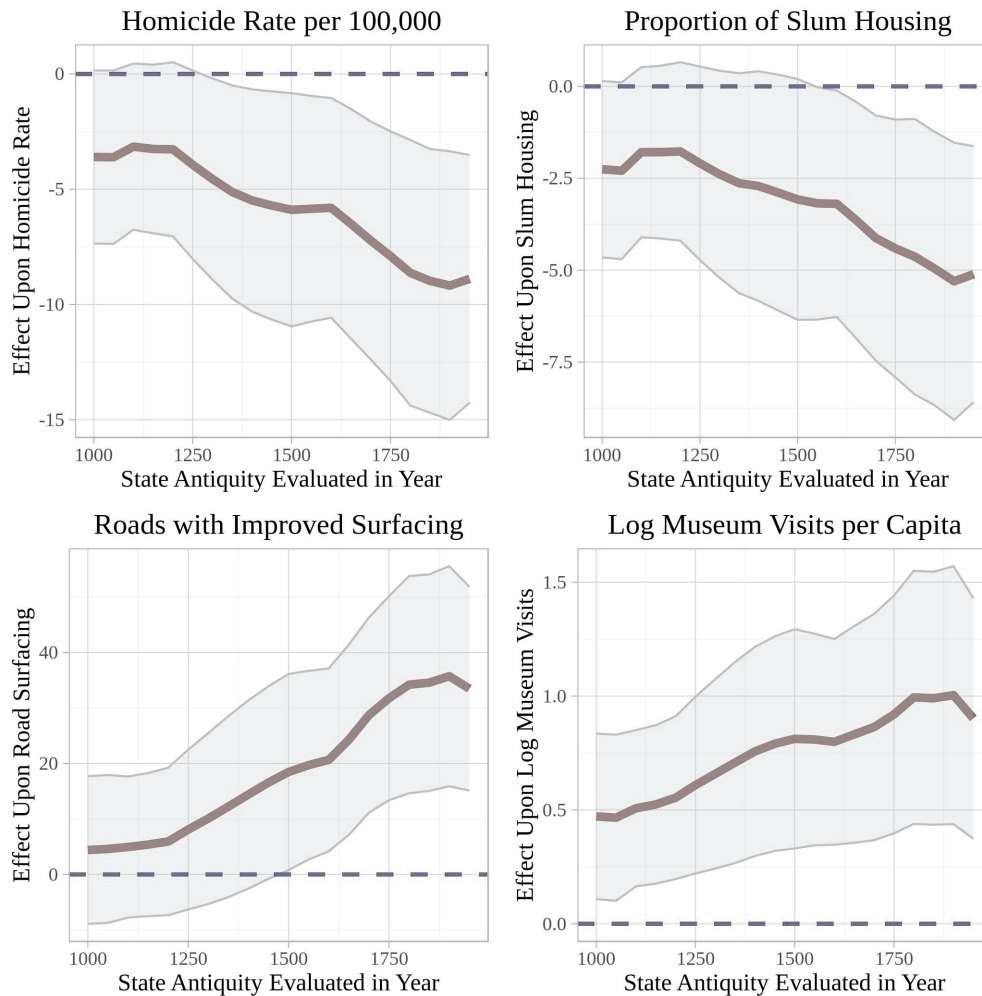 Homicide Rate per 100,000
Effect Upon Homicide Rate
0
-5
-10
-15
1000 1250 1500 1750
State Antiquity Evaluated in Year
Proportion of Slum Housing
Effect Upon Slum Housing
0.0
-2.5
-5.0
-7.5
1000 1250 1500 1750
State Antiquity Evaluated in Year
Roads with Improved Surfacing
Effect Upon Road Surfacing
40
20
0
1000 1250 1500 1750
State Antiquity Evaluated in Year
Log Museum Visits per Capita
Effect Upon Log Museum Visits
1.5
1.0
0.5
0.0
1000 1250 1500 1750
State Antiquity Evaluated in Year